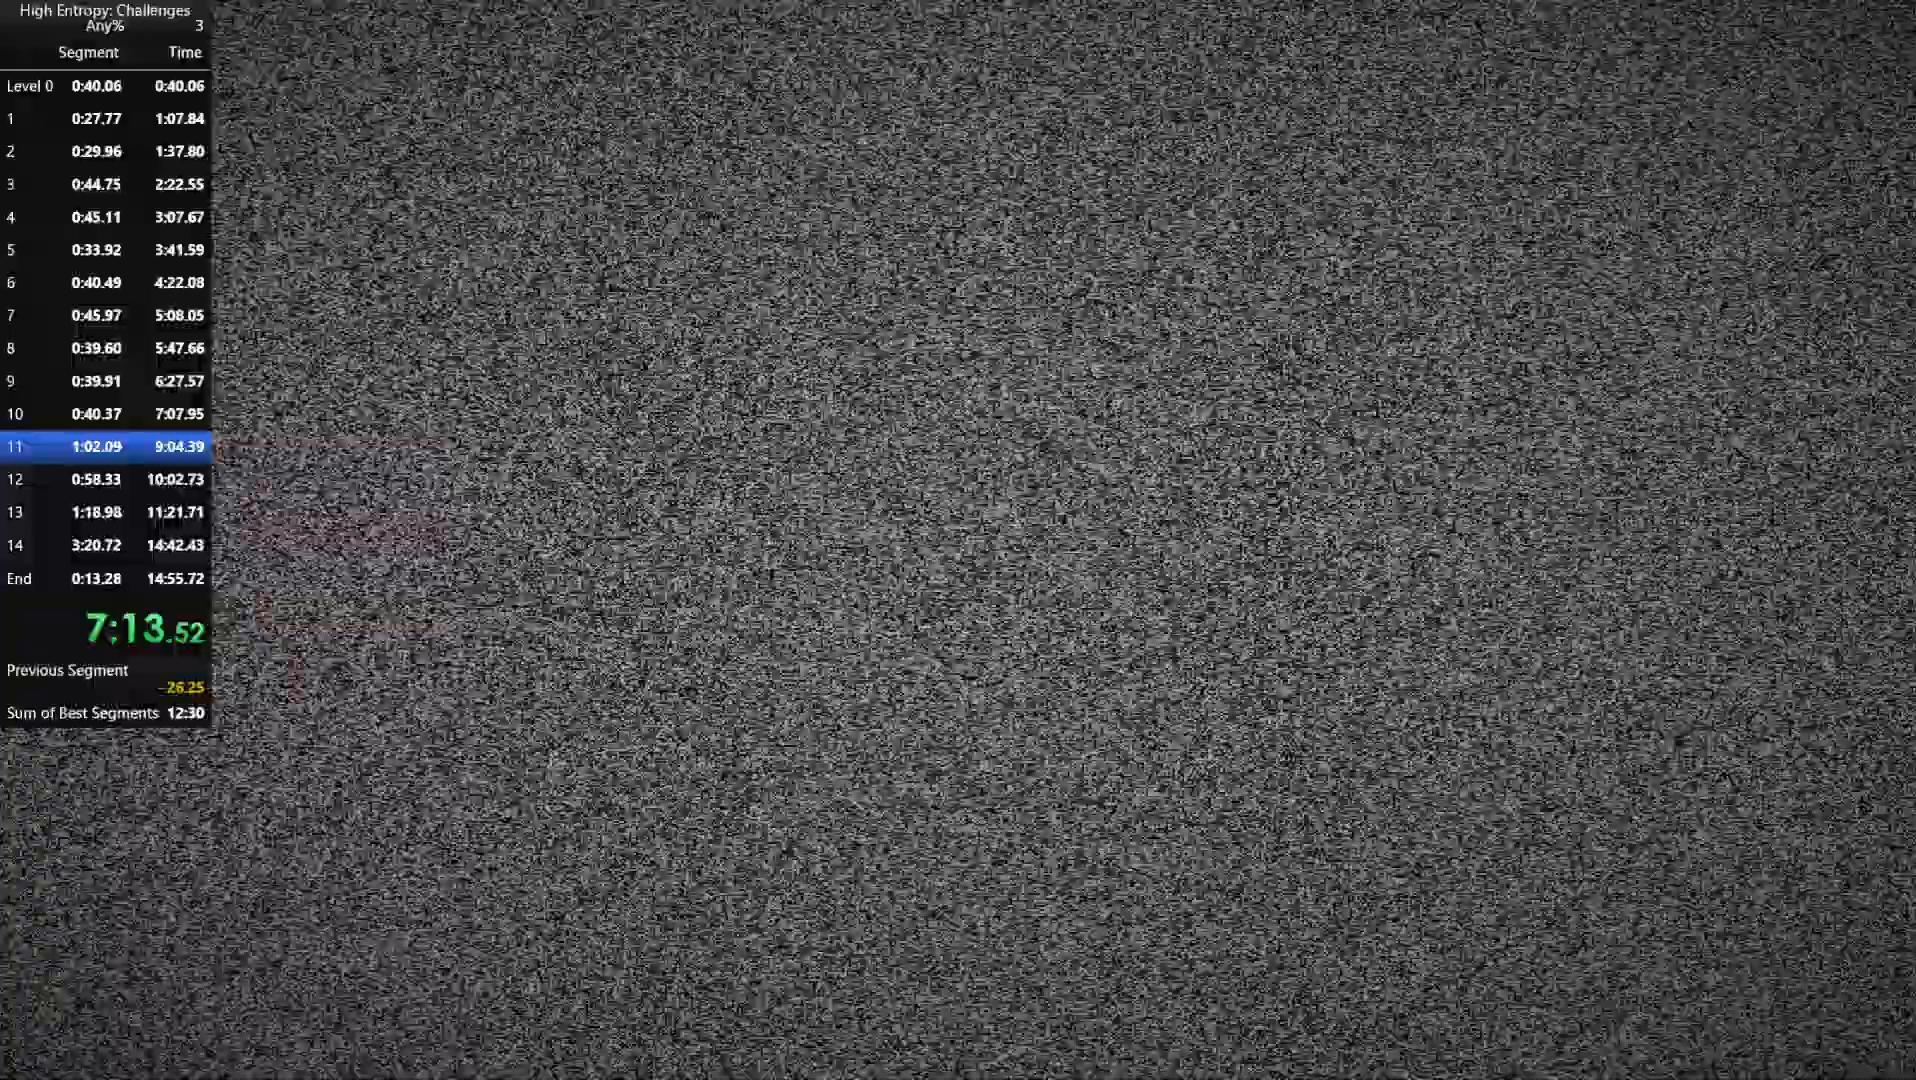 High Entropy: Challenges
Any% 3
Segment Time
Level 0 0:40.06 0:40.06
1 0:27.77 1:07.84
2 0:29.96 1:37.80
3 0:44.75 2:22.55
4 0:45.11 3:07.67
5 0:33.92 3:41.59
6 0:40.49 4:22.08
7 0:45.97 5:08.05
8 0:39.60 5:47.66
9 0:39.91 6:27.57
10 0:40.37 7:07.95
11 1:02.09 9:04.39
12 0:58.33 10:02.73
13 1:18.98 11:21.71
14 3:20.72 14:42.43
End 0:13.28 14:55.72
7:13.52
Previous Segment
-26.25
Sum of Best Segments 12:30